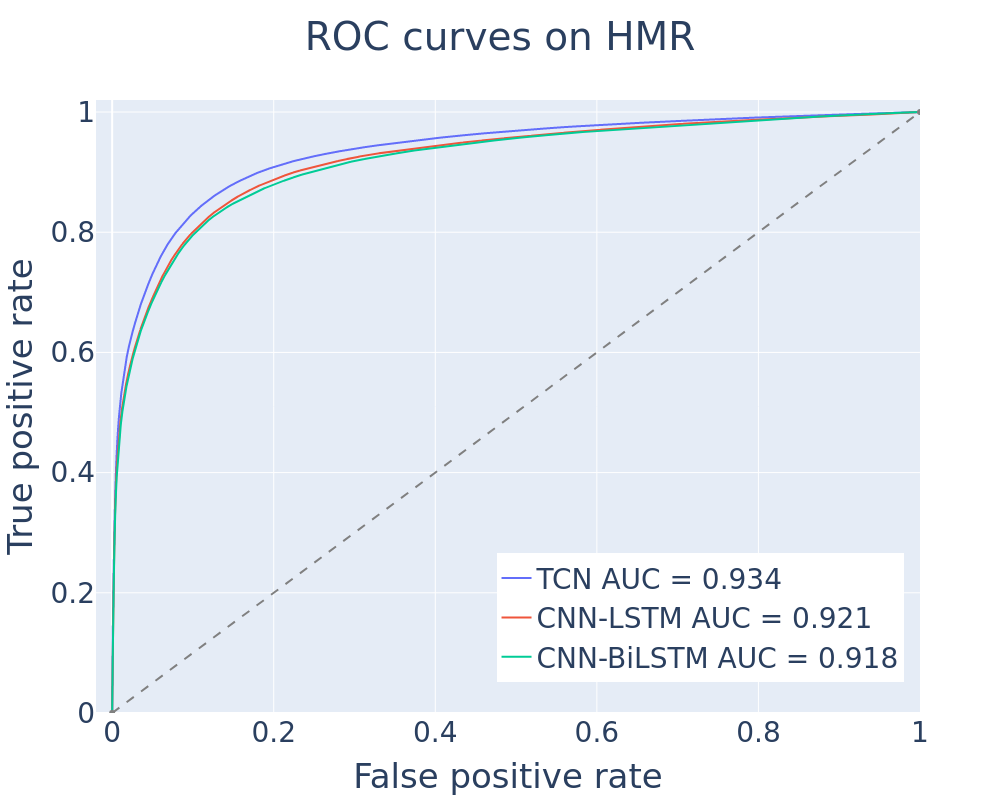 ROC curves on HMR
True positive rate
1
0.8
0.6
0.4
0.2
0
TCN AUC = 0.934
CNN-LSTM AUC = 0.921
CNN-BiLSTM AUC = 0.918
0 0.2 0.4 0.6 0.8 1
False positive rate